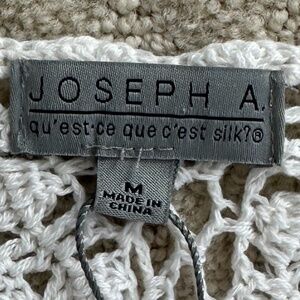 JOSEPH A.
qu'est·ce que c'est silk?®
M
MADE IN
CHINA